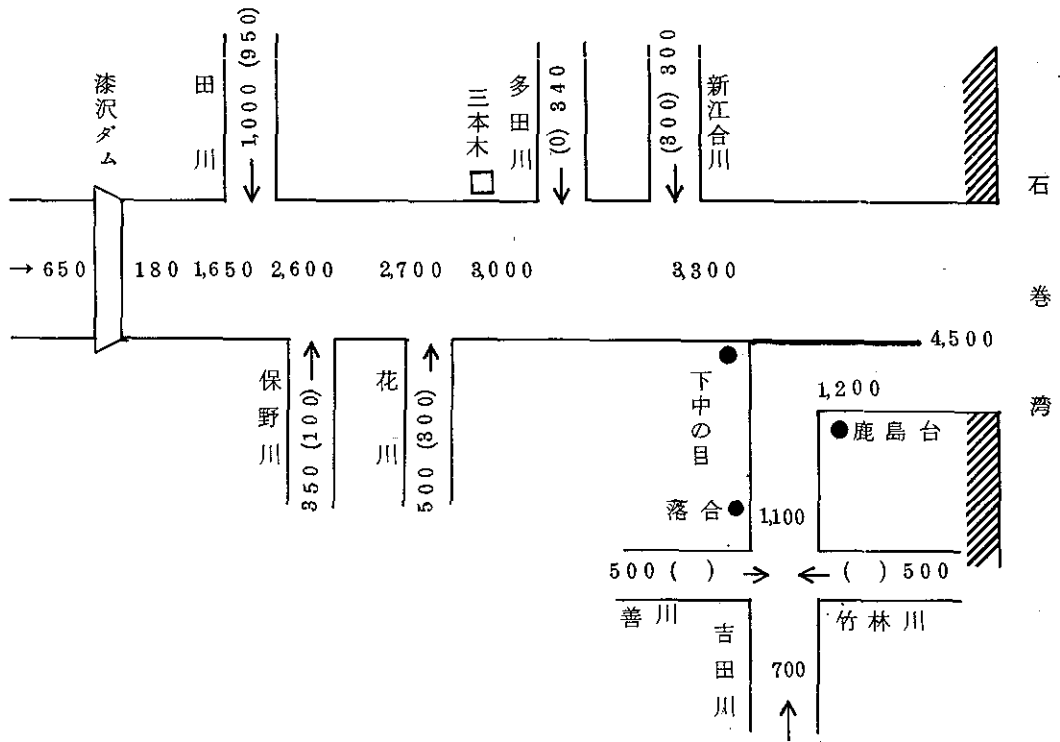 漆沢ダム
田川
1,000 (950)
三本木
多田川
(0) 340
(300) 300
新江合川
石巻湾
→ 650
180
1,650
2,600
2,700
3,000
3,300
4,500
保野川
350 (100)
花川
500 (300)
下中の目
1,200
鹿島台
落合
1,100
500 ( )
( ) 500
善川
吉田川
竹林川
700